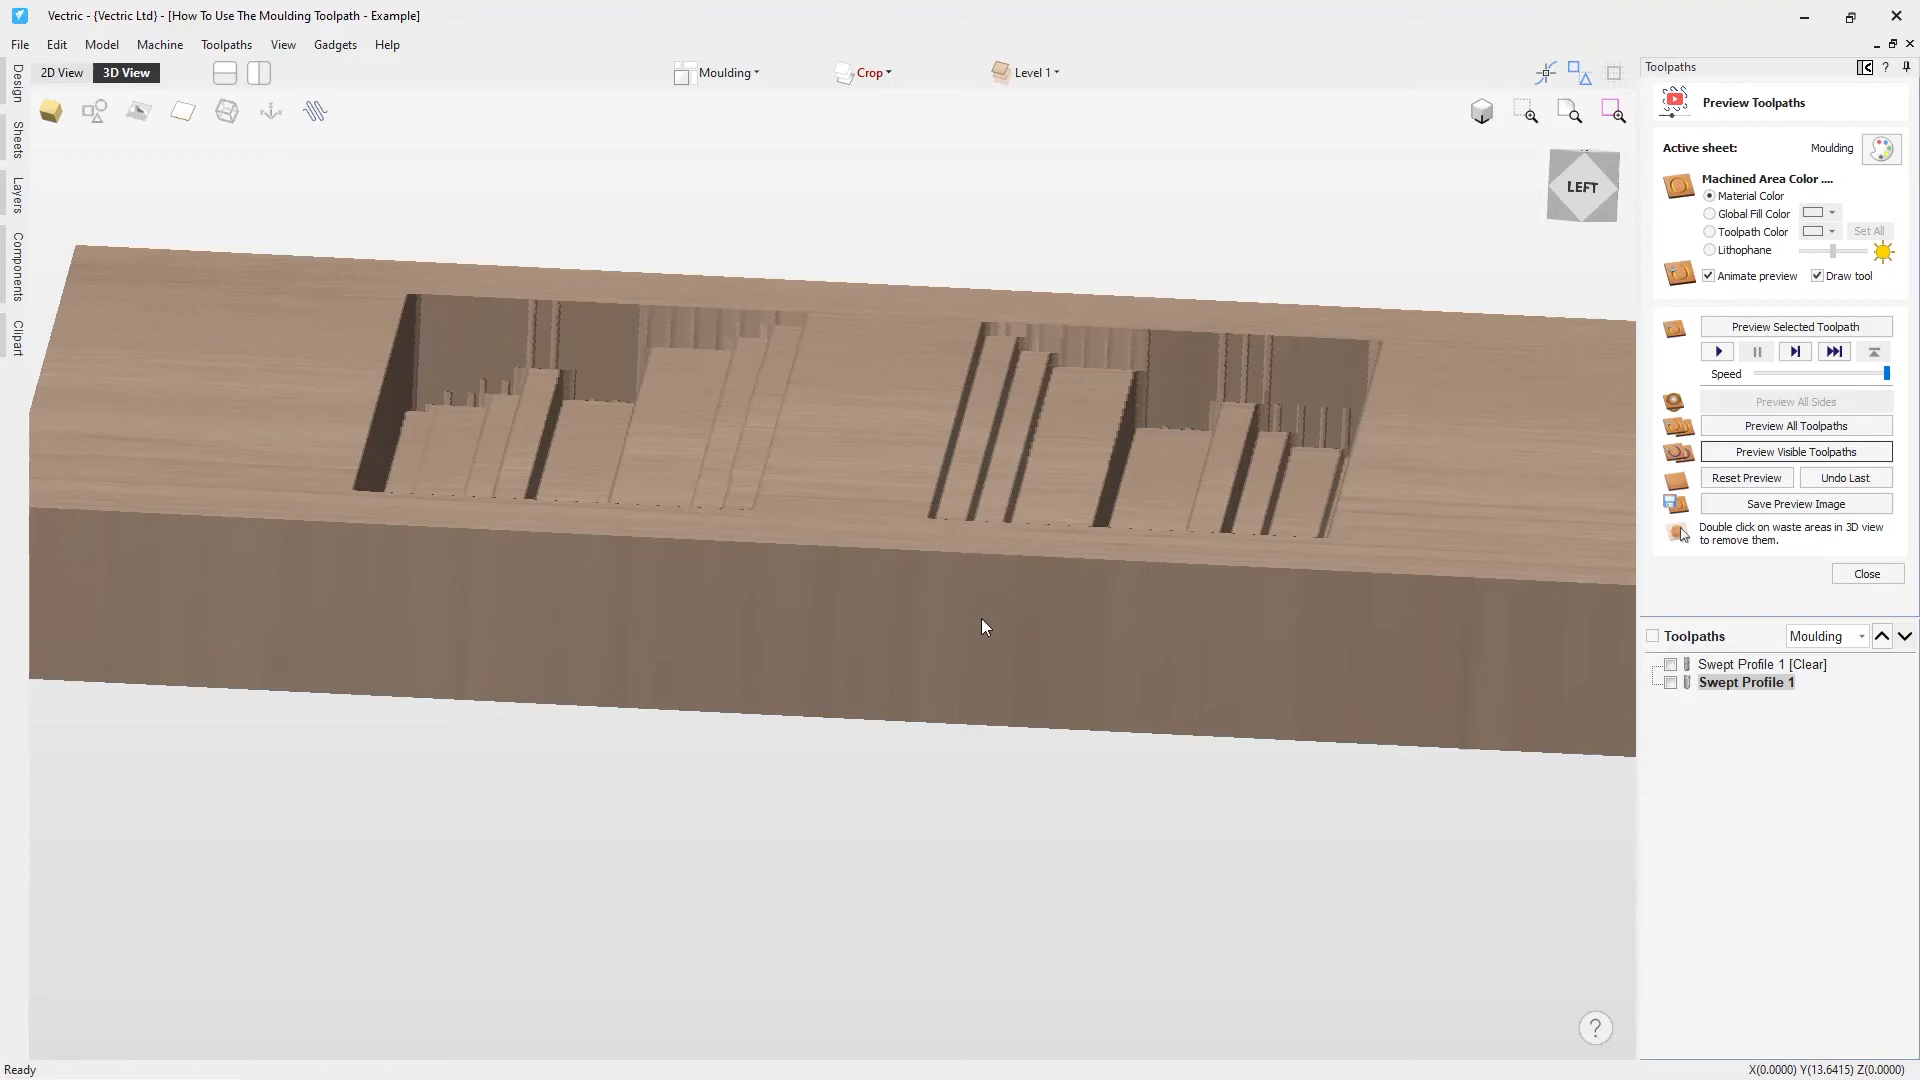 Vectric - {Vectric Ltd} - [How To Use The Moulding Toolpath - Example]
File Edit Model Machine Toolpaths View Gadgets Help
2D View 3D View Moulding Crop Level 1
Design
Sheets
Layers
Components
Clipart
LEFT
Toolpaths ?
Preview Toolpaths
Active sheet: Moulding
Machined Area Color ....
Material Color
Global Fill Color
Toolpath Color Set All
Lithophane
Animate preview Draw tool
Preview Selected Toolpath
Speed
Preview All Sides
Preview All Toolpaths
Preview Visible Toolpaths
Reset Preview Undo Last
Save Preview Image
Double click on waste areas in 3D view
to remove them.
Close
Toolpaths Moulding
Swept Profile 1 [Clear]
Swept Profile 1
?
Ready X(0.0000) Y(13.6415) Z(0.0000)